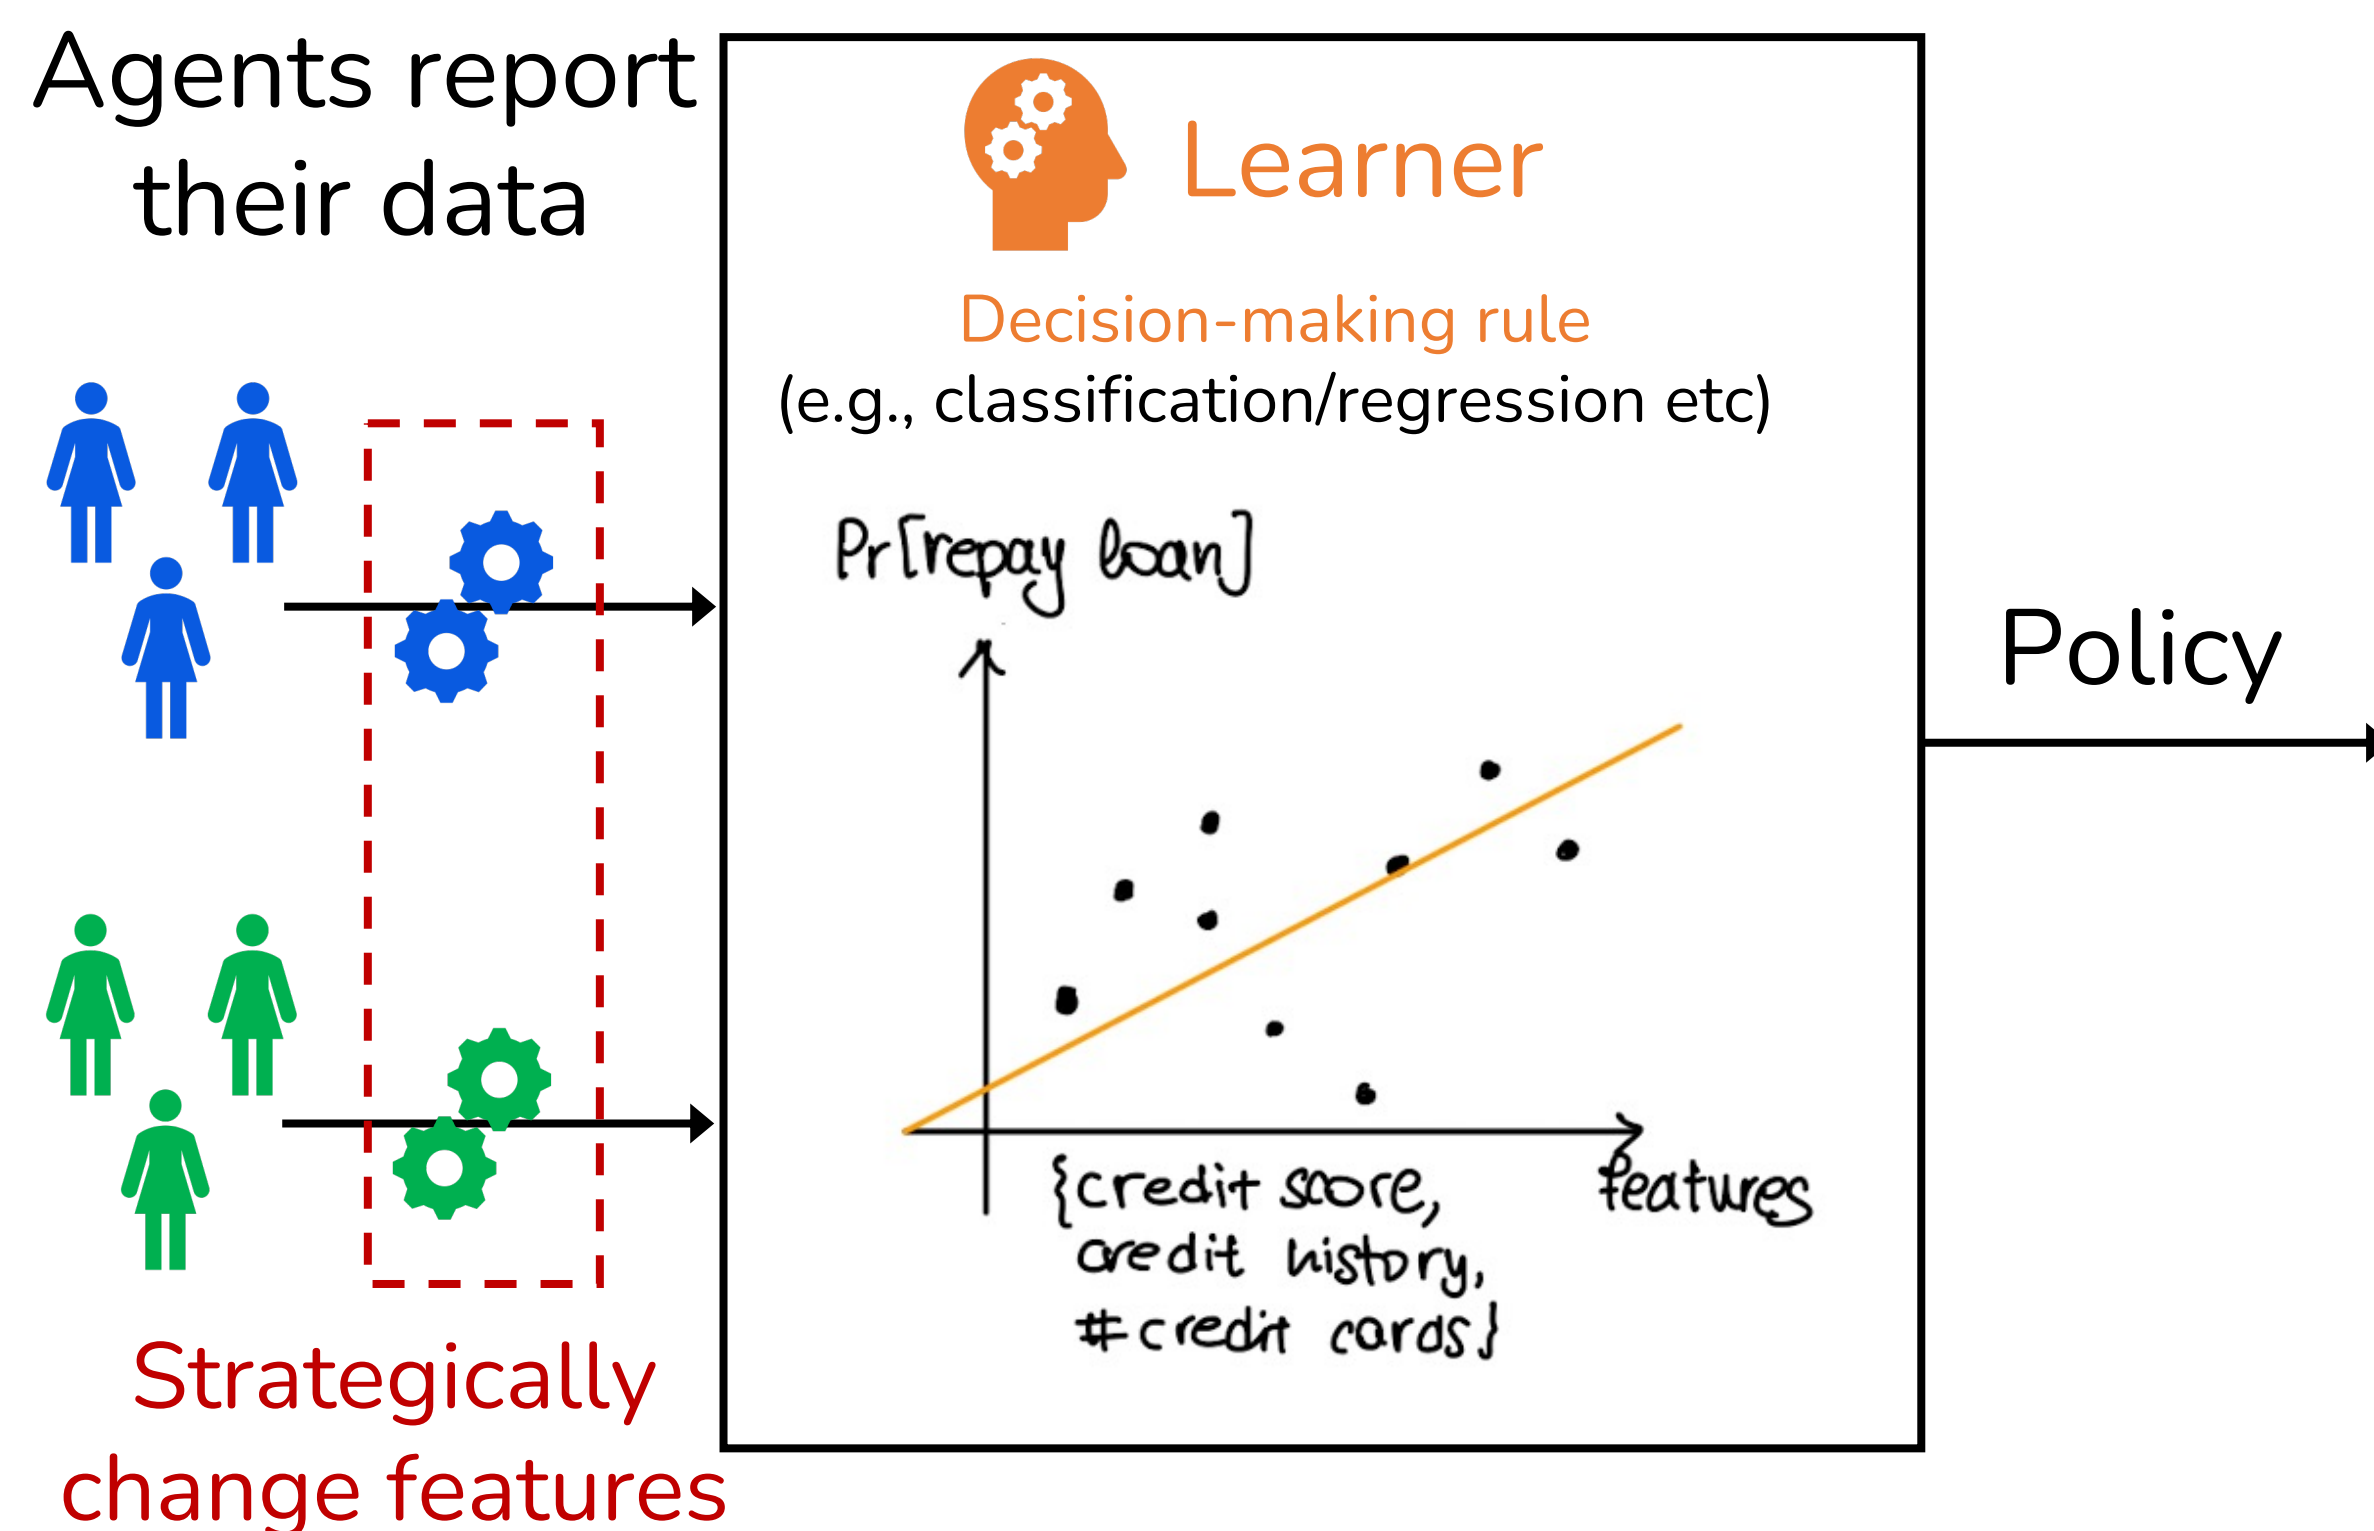 Agents report
their data
Learner
Decision-making rule
(e.g., classification/regression etc)
Pr[repay loan]
{credit score,
features
credit history,
#credit cards}
Policy
Strategically
change features